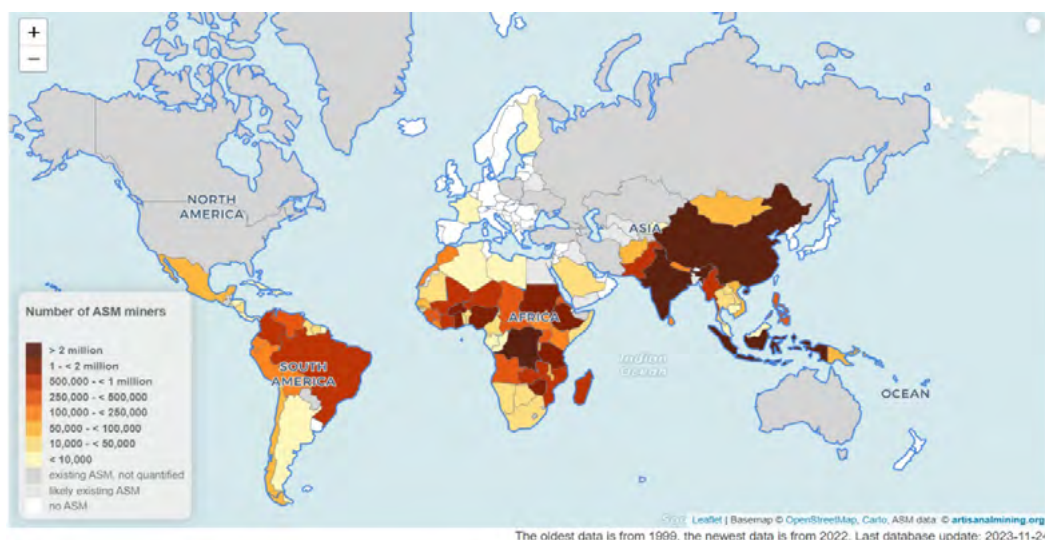 +
−
NORTH
AMERICA
ASIA
AFRICA
SOUTH
AMERICA
Indian
Ocean
OCEAN
Number of ASM miners
> 2 million
1 - < 2 million
500,000 - < 1 million
250,000 - < 500,000
100,000 - < 250,000
50,000 - < 100,000
10,000 - < 50,000
< 10,000
existing ASM, not quantified
likely existing ASM
no ASM
Leaflet | Basemap © OpenStreetMap, Carto, ASM data: © artisanalmining.org
The oldest data is from 1999, the newest data is from 2022. Last database update: 2023-11-24